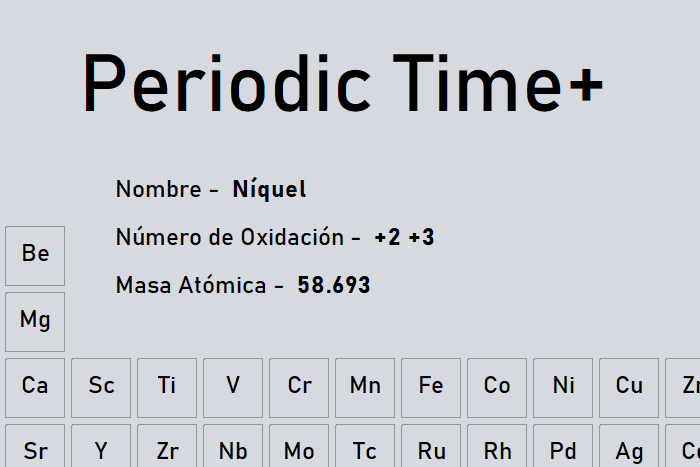 Periodic Time+
Nombre - Níquel
Número de Oxidación - +2 +3
Masa Atómica - 58.693
Be
Mg
Ca Sc Ti V Cr Mn Fe Co Ni Cu
Sr Y Zr Nb Mo Tc Ru Rh Pd Ag